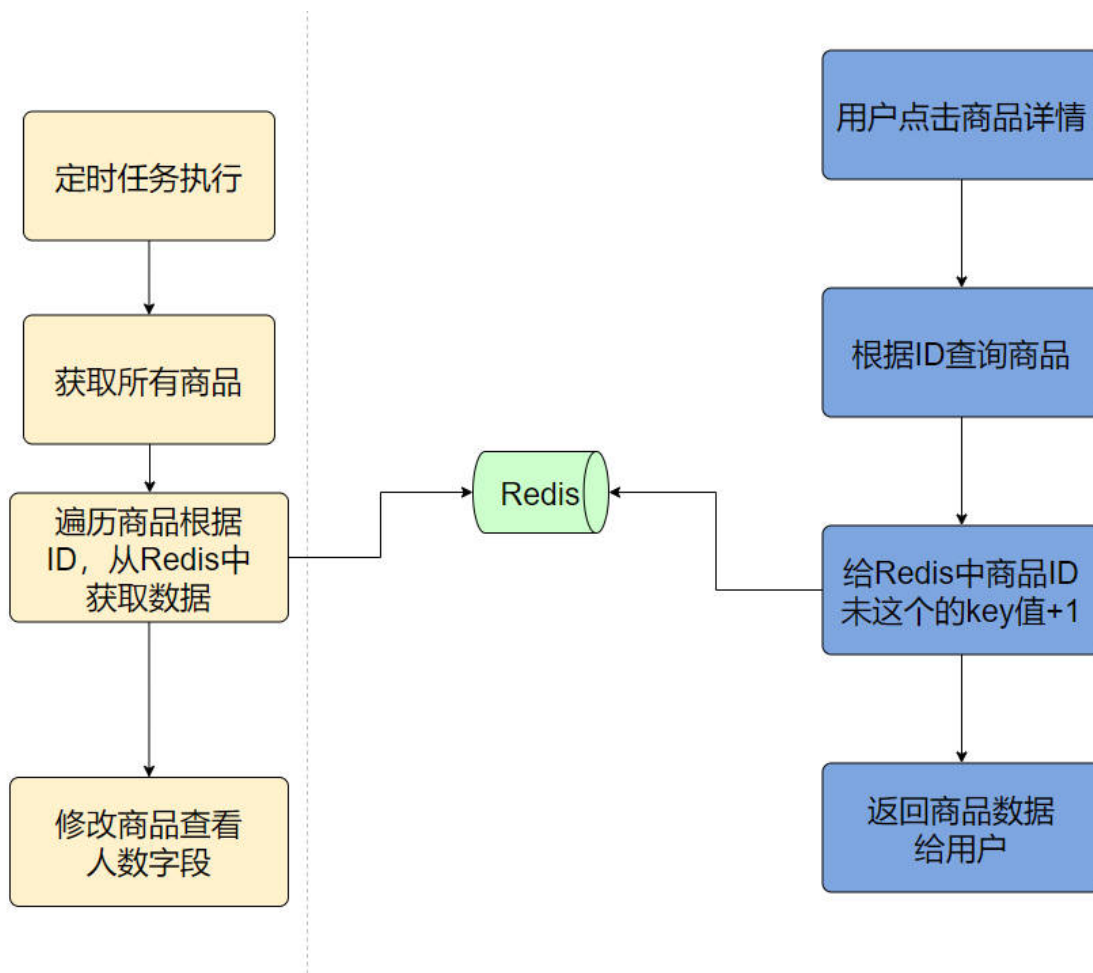 定时任务执行
获取所有商品
遍历商品根据
ID，从Redis中
获取数据
修改商品查看
人数字段
Redis
用户点击商品详情
根据ID查询商品
给Redis中商品ID
未这个的key值+1
返回商品数据
给用户